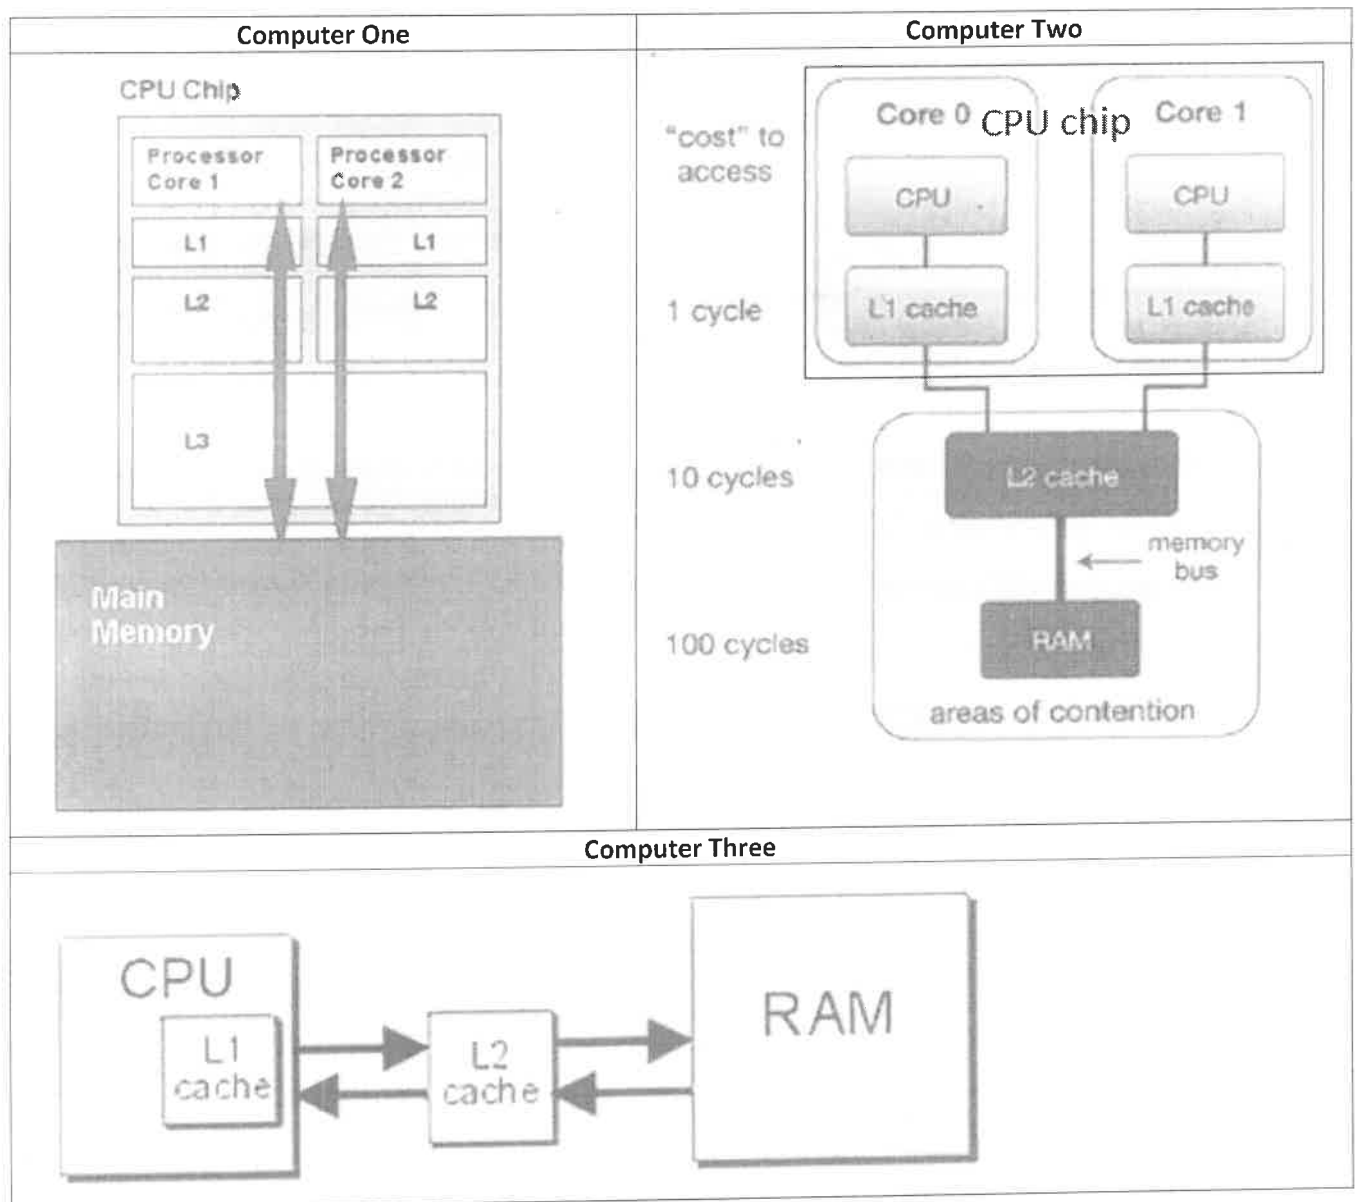 Computer One
Computer Two
CPU Chip
Processor
Core 1
Processor
Core 2
L1
L1
L2
L2
L3
Main
Memory
"cost" to
access
1 cycle
10 cycles
100 cycles
Core 0
CPU chip
Core 1
CPU
CPU
L1 cache
L1 cache
L2 cache
memory
bus
RAM
areas of contention
Computer Three
CPU
L1
cache
L2
cache
RAM